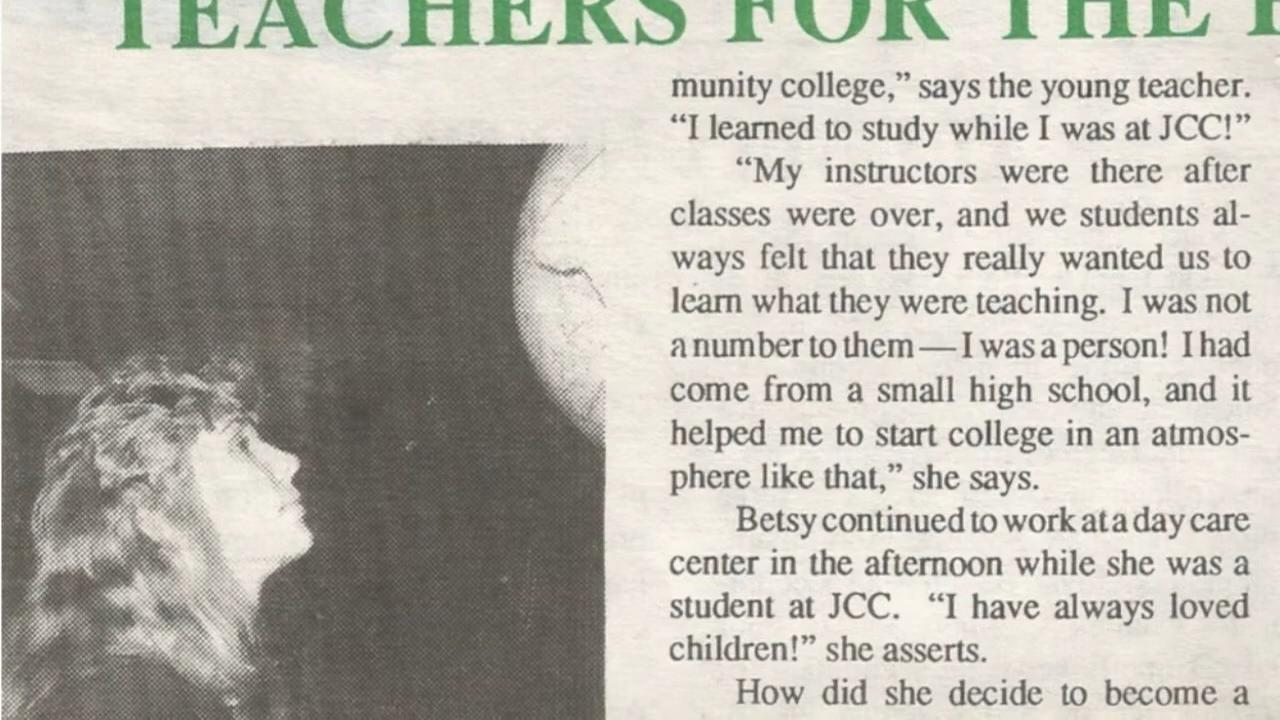 TEACHERS FOR THE
munity college,” says the young teacher.
“I learned to study while I was at JCC!”
“My instructors were there after
classes were over, and we students al-
ways felt that they really wanted us to
learn what they were teaching. I was not
a number to them — I was a person! I had
come from a small high school, and it
helped me to start college in an atmos-
phere like that,” she says.
Betsy continued to work at a day care
center in the afternoon while she was a
student at JCC. “I have always loved
children!” she asserts.
How did she decide to become a